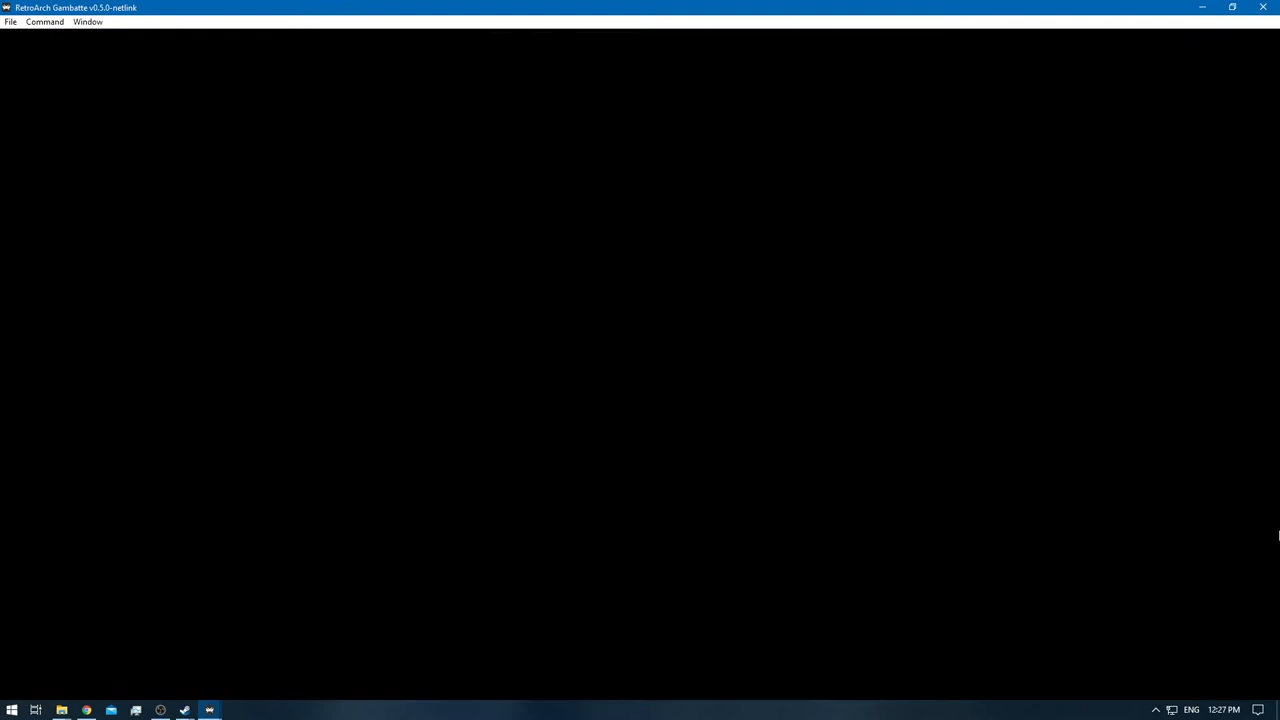 RetroArch Gambatte v0.5.0-netlink
File Command Window
ENG 12:27 PM